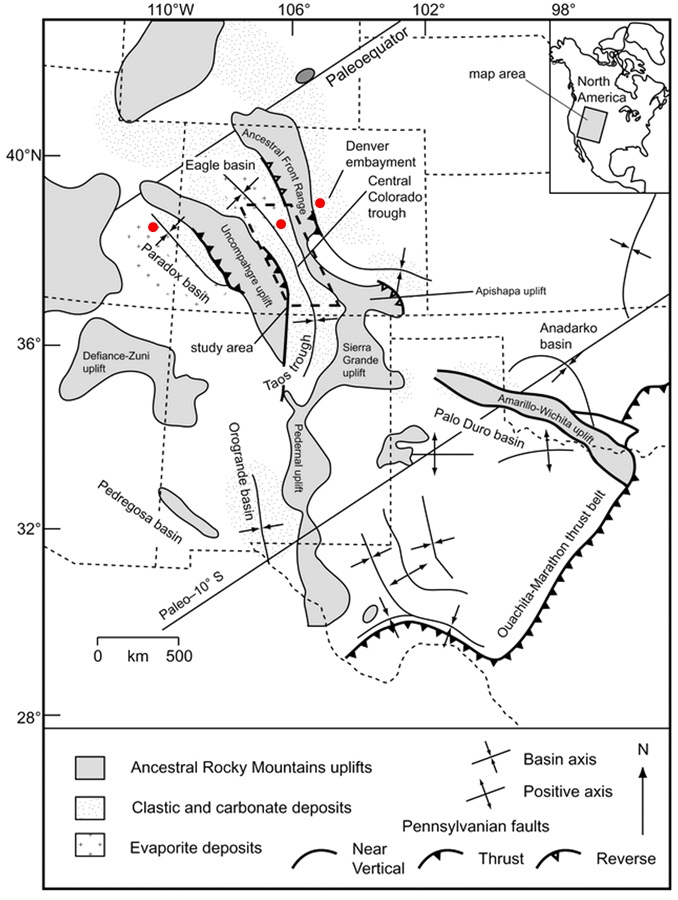 110°W
106°
102°
98°
Paleoequator
map area
North
America
40°N
Ancestral Front Range
Denver
embayment
Eagle basin
Central
Colorado
trough
Uncompahgre uplift
Paradox basin
Apishapa uplift
36°
study area
Taos trough
Sierra
Grande
uplift
Anadarko
basin
Defiance-Zuni
uplift
Amarillo-Wichita uplift
Palo Duro basin
Orogrande basin
Pedernal uplift
Pedregosa basin
32°
Ouachita-Marathon thrust belt
Paleo–10° S
0 km 500
28°
Ancestral Rocky Mountains uplifts
Clastic and carbonate deposits
Evaporite deposits
Basin axis
Positive axis
N
Pennsylvanian faults
Near
Vertical
Thrust
Reverse